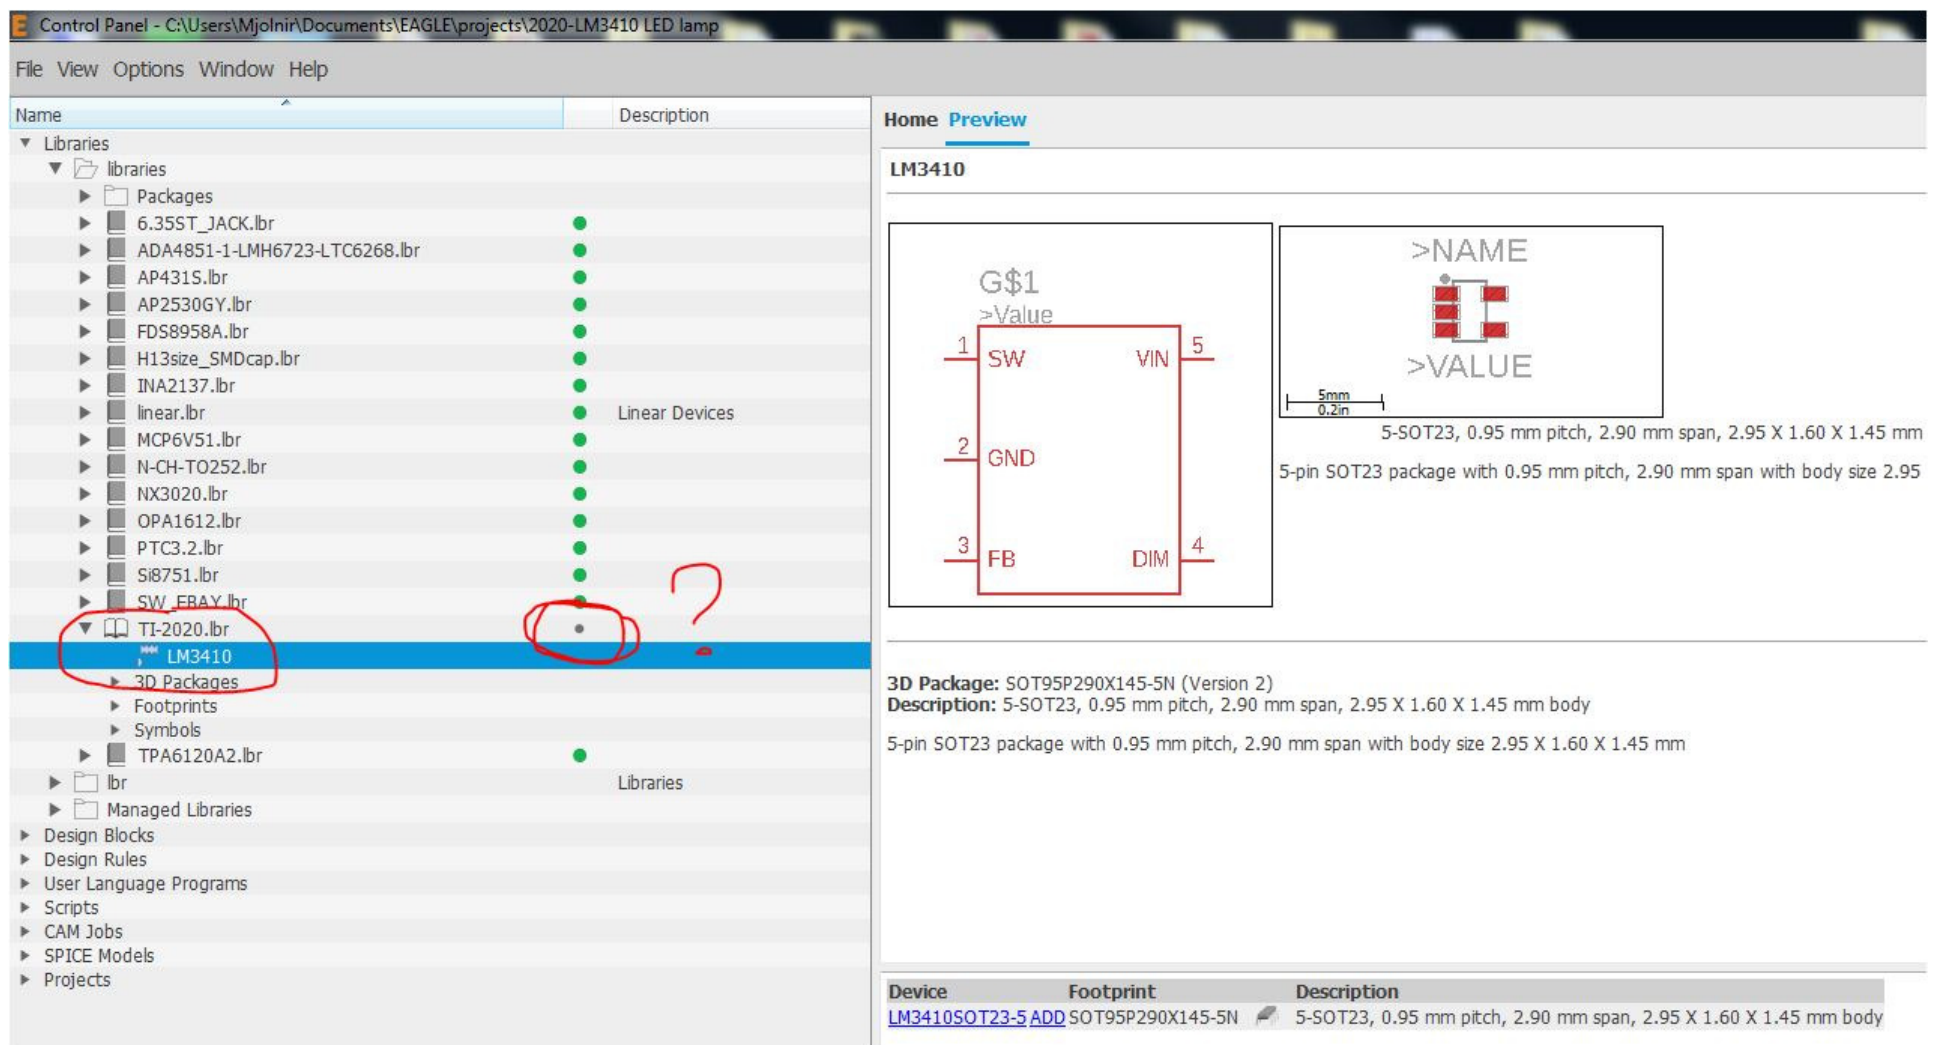 Control Panel - C:\Users\Mjolnir\Documents\EAGLE\projects\2020-LM3410 LED lamp
File View Options Window Help
Name Description
Libraries
libraries
Packages
6.35ST_JACK.lbr
ADA4851-1-LMH6723-LTC6268.lbr
AP431S.lbr
AP2530GY.lbr
FDS8958A.lbr
H13size_SMDcap.lbr
INA2137.lbr
linear.lbr Linear Devices
MCP6V51.lbr
N-CH-TO252.lbr
NX3020.lbr
OPA1612.lbr
PTC3.2.lbr
Si8751.lbr
SW_EBAY.lbr
?
TI-2020.lbr
LM3410
3D Packages
Footprints
Symbols
TPA6120A2.lbr
lbr Libraries
Managed Libraries
Design Blocks
Design Rules
User Language Programs
Scripts
CAM Jobs
SPICE Models
Projects
Home Preview
LM3410
G$1
>Value
1 SW VIN 5
2 GND
3 FB DIM 4
>NAME
>VALUE
5mm
0.2in
5-SOT23, 0.95 mm pitch, 2.90 mm span, 2.95 X 1.60 X 1.45 mm
5-pin SOT23 package with 0.95 mm pitch, 2.90 mm span with body size 2.95
3D Package: SOT95P290X145-5N (Version 2)
Description: 5-SOT23, 0.95 mm pitch, 2.90 mm span, 2.95 X 1.60 X 1.45 mm body
5-pin SOT23 package with 0.95 mm pitch, 2.90 mm span with body size 2.95 X 1.60 X 1.45 mm
Device Footprint Description
LM3410SOT23-5 ADD SOT95P290X145-5N 5-SOT23, 0.95 mm pitch, 2.90 mm span, 2.95 X 1.60 X 1.45 mm body